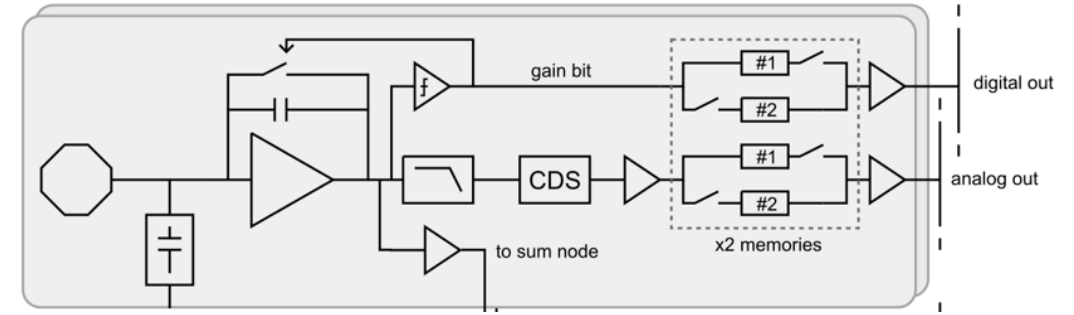 gain bit
#1
#2
digital out
CDS
#1
#2
analog out
x2 memories
to sum node